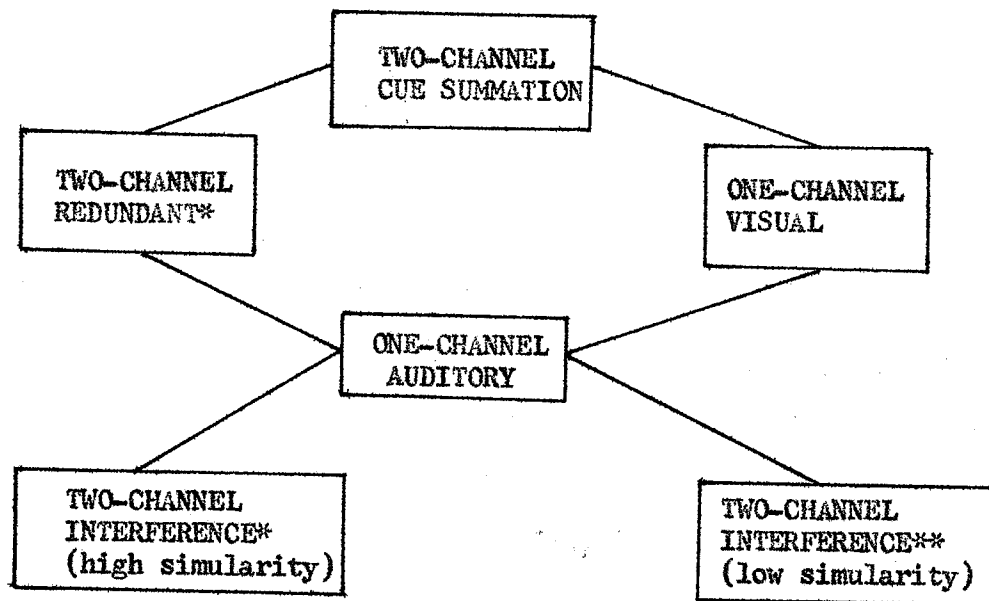 TWO-CHANNEL
CUE SUMMATION
TWO-CHANNEL
REDUNDANT*
ONE-CHANNEL
VISUAL
ONE-CHANNEL
AUDITORY
TWO-CHANNEL
INTERFERENCE*
(high simularity)
TWO-CHANNEL
INTERFERENCE**
(low simularity)